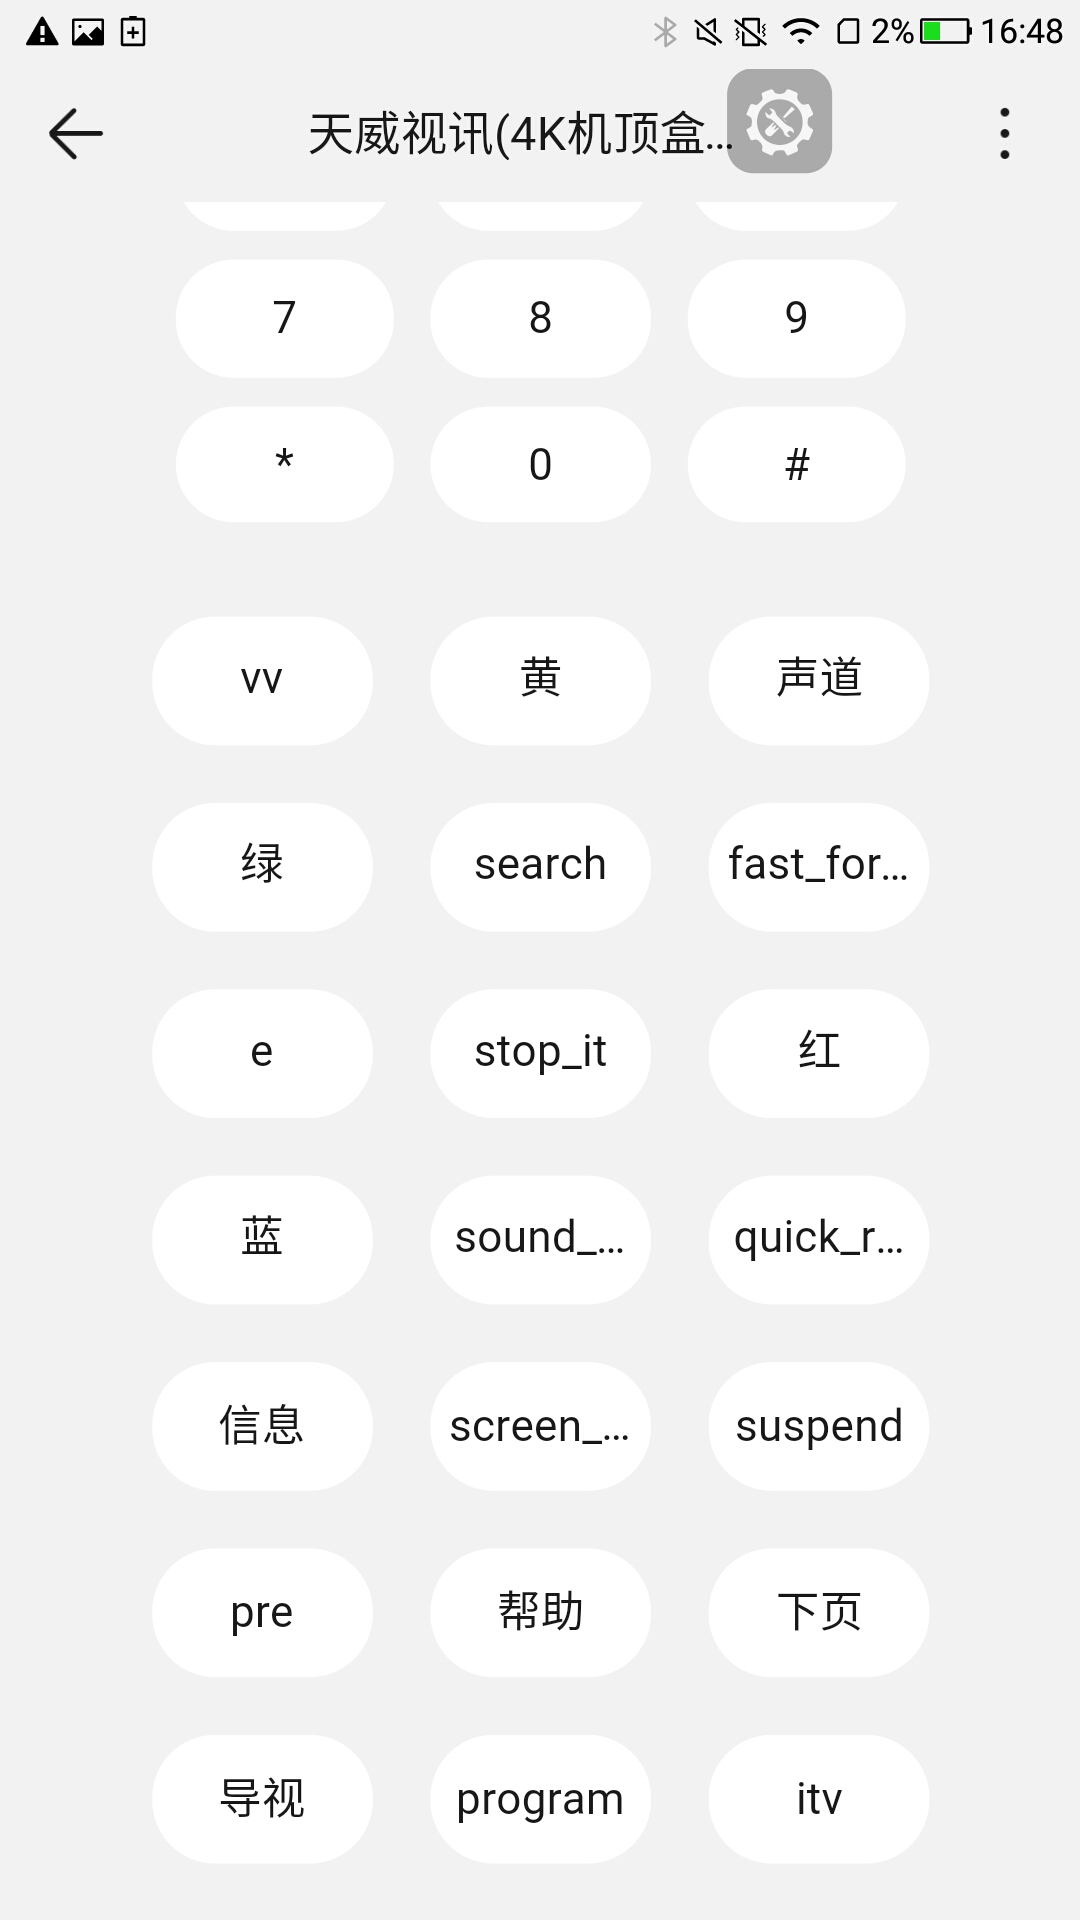 2% 16:48
天威视讯(4K机顶盒...
7 8 9
* 0 #
vv 黄 声道
绿 search fast_for...
e stop_it 红
蓝 sound_... quick_r...
信息 screen_... suspend
pre 帮助 下页
导视 program itv